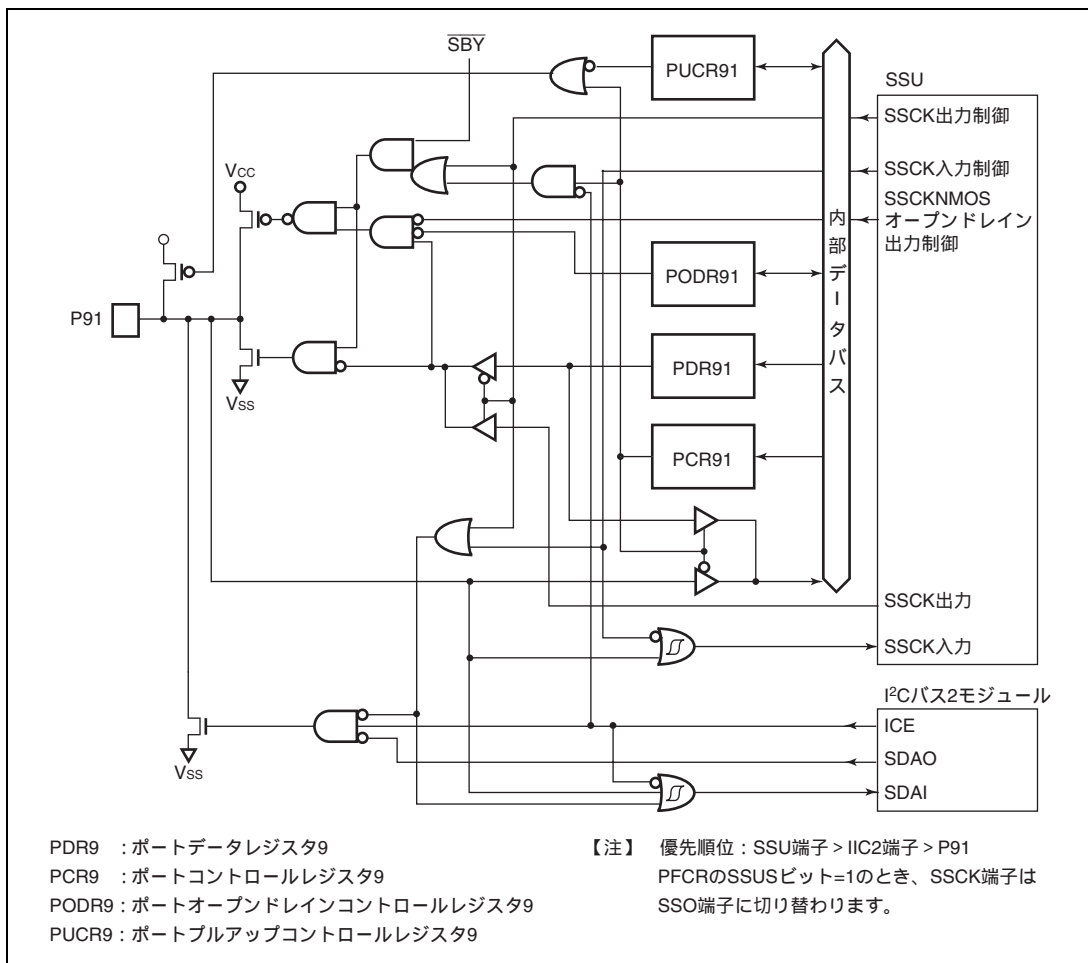 SBY
PUCR91
SSU
SSCK出力制御
SSCK入力制御
SSCKNMOS
オープンドレイン
出力制御
VCC
内部データバス
PODR91
P91
PDR91
VSS
PCR91
SSCK出力
SSCK入力
I²Cバス2モジュール
ICE
SDAO
SDAI
VSS
PDR9 :ポートデータレジスタ9
PCR9 :ポートコントロールレジスタ9
PODR9:ポートオープンドレインコントロールレジスタ9
PUCR9:ポートプルアップコントロールレジスタ9
【注】 優先順位:SSU端子>IIC2端子>P91
PFCRのSSUSビット=1のとき、SSCK端子は
SSO端子に切り替わります。